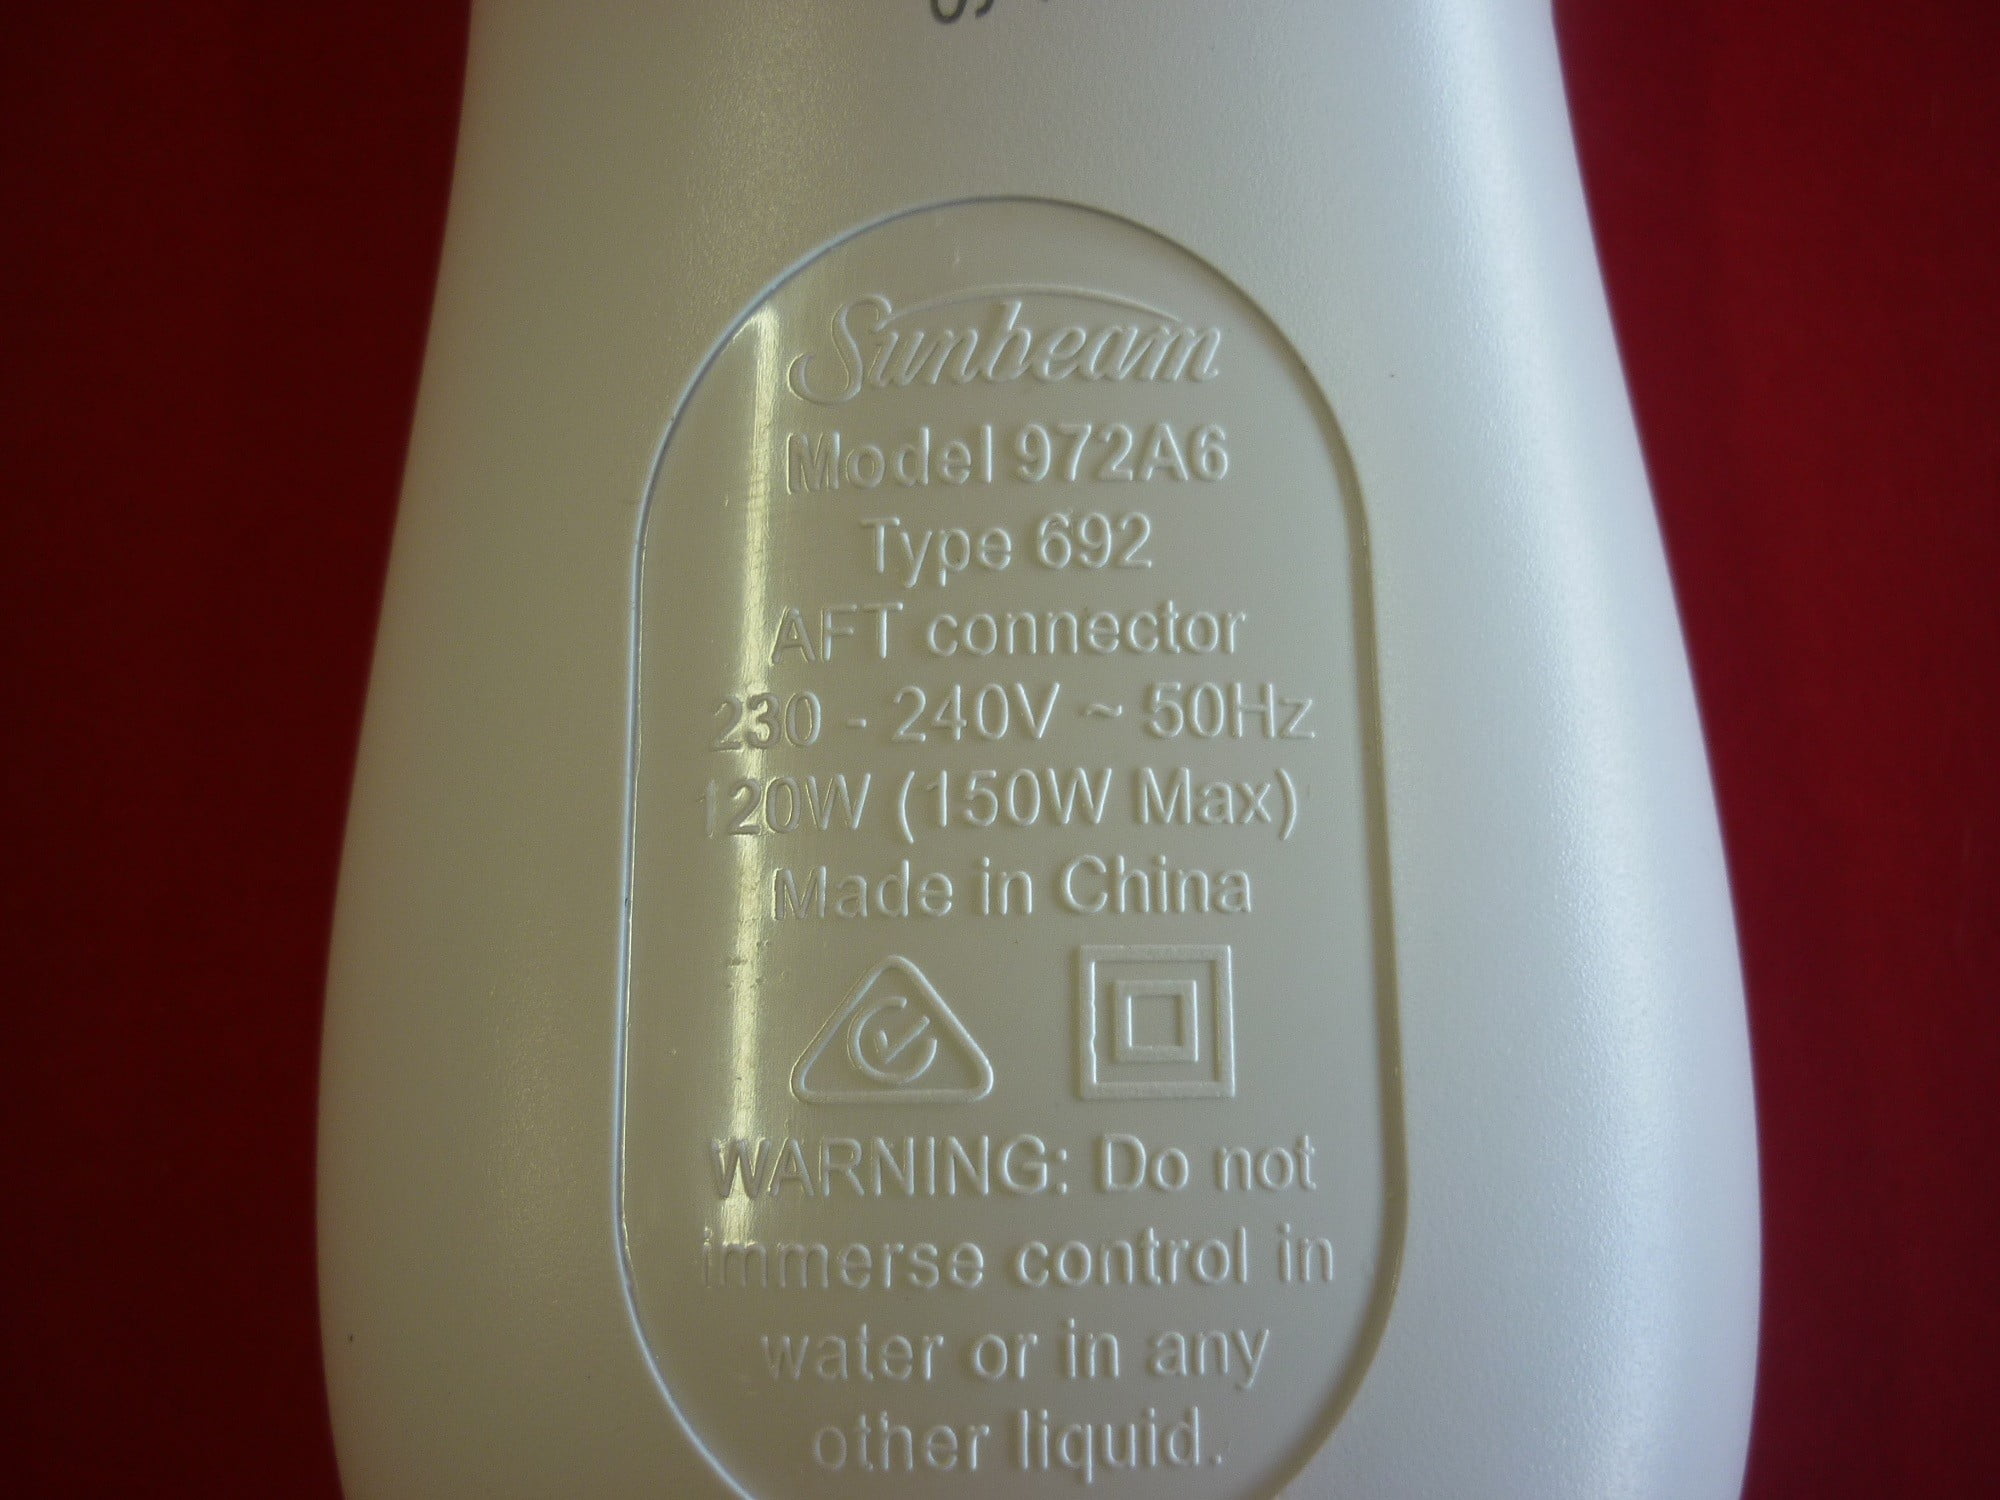 Sunbeam
Model 972A6
Type 692
AFT connector
230 - 240V ~ 50Hz
120W (150W Max)
Made in China
WARNING: Do not
immerse control in
water or in any
other liquid.